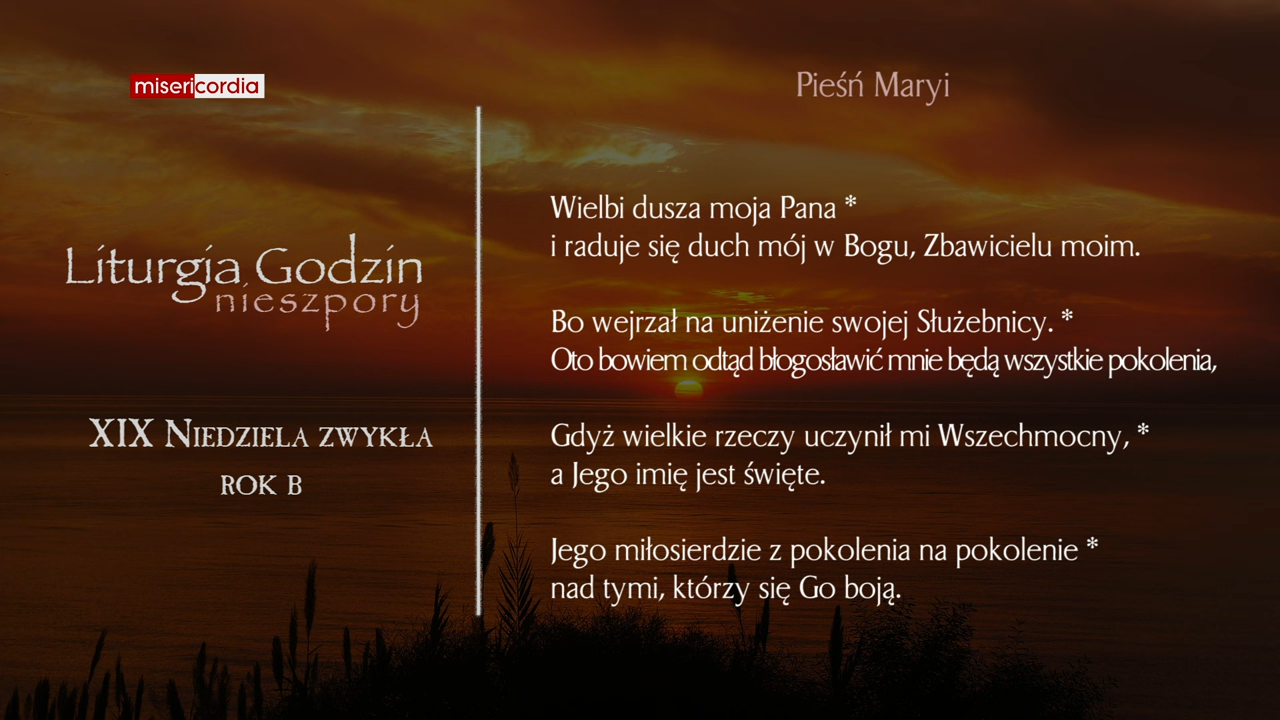 misericordia
Liturgia Godzin
nieszpory
XIX Niedziela zwykła
rok B
Pieśń Maryi
Wielbi dusza moja Pana *
i raduje się duch mój w Bogu, Zbawicielu moim.
Bo wejrzał na uniżenie swojej Służebnicy. *
Oto bowiem odtąd błogosławić mnie będą wszystkie pokolenia,
Gdyż wielkie rzeczy uczynił mi Wszechmocny, *
a Jego imię jest święte.
Jego miłosierdzie z pokolenia na pokolenie *
nad tymi, którzy się Go boją.